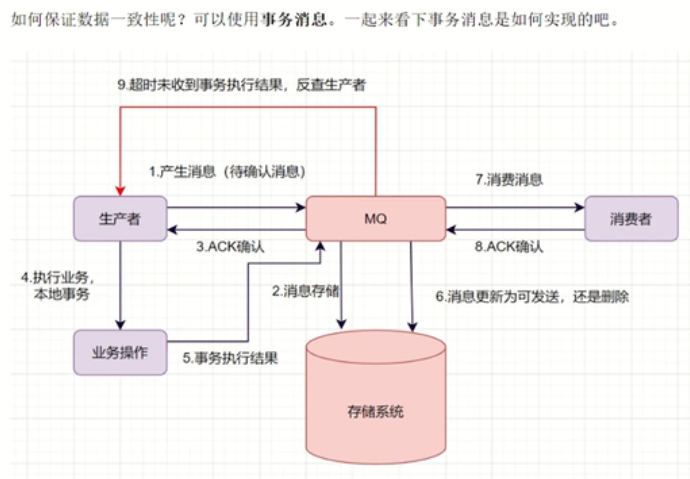 如何保证数据一致性呢？可以使用事务消息。一起来看下事务消息是如何实现的吧。
9.超时未收到事务执行结果，反查生产者
1.产生消息（待确认消息）
7.消费消息
生产者
MQ
消费者
3.ACK确认
8.ACK确认
4.执行业务，
本地事务
2.消息存储
6.消息更新为可发送，还是删除
业务操作
5.事务执行结果
存储系统